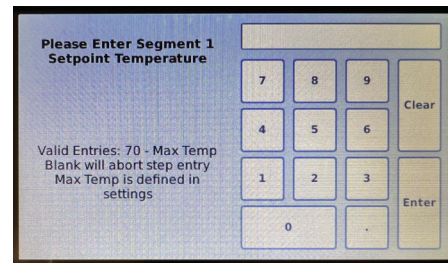 Please Enter Segment 1
Setpoint Temperature
Valid Entries: 70 - Max Temp
Blank will abort step entry
Max Temp is defined in
settings
7 8 9
Clear
4 5 6
1 2 3
Enter
0 .